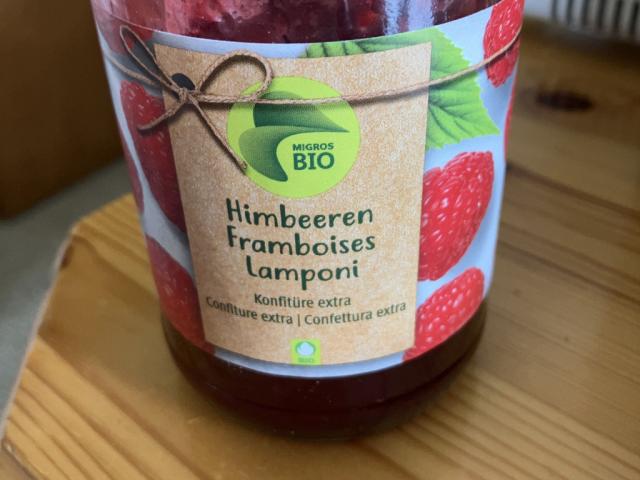 MIGROS
BIO
Himbeeren
Framboises
Lamponi
Konfitüre extra
Confiture extra | Confettura extra